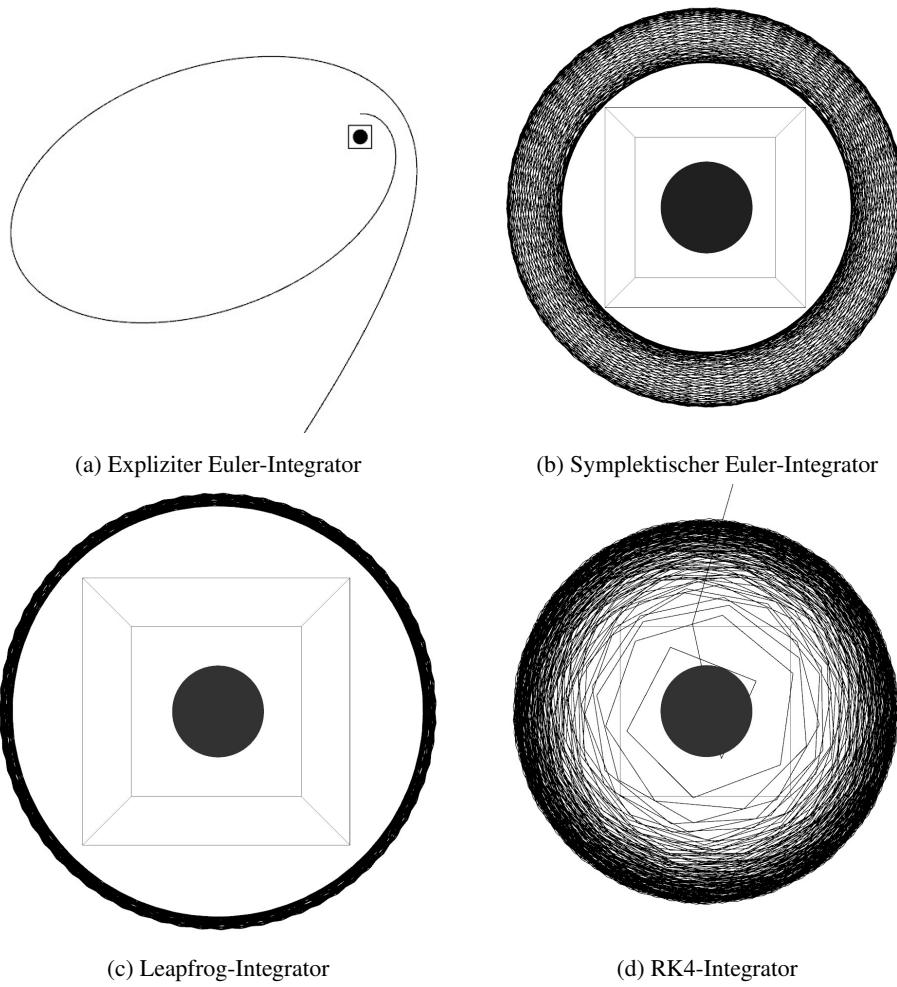 (a) Expliziter Euler-Integrator
(b) Symplektischer Euler-Integrator
(c) Leapfrog-Integrator
(d) RK4-Integrator